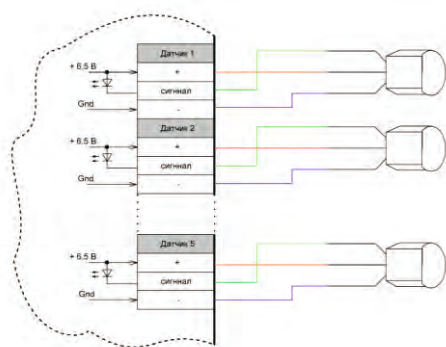 Датчик 1
+ 6,5 В
+
сигнал
Gnd
-
Датчик 2
+ 6,5 В
+
сигнал
Gnd
-
Датчик 5
+ 6,5 В
+
сигнал
Gnd
-